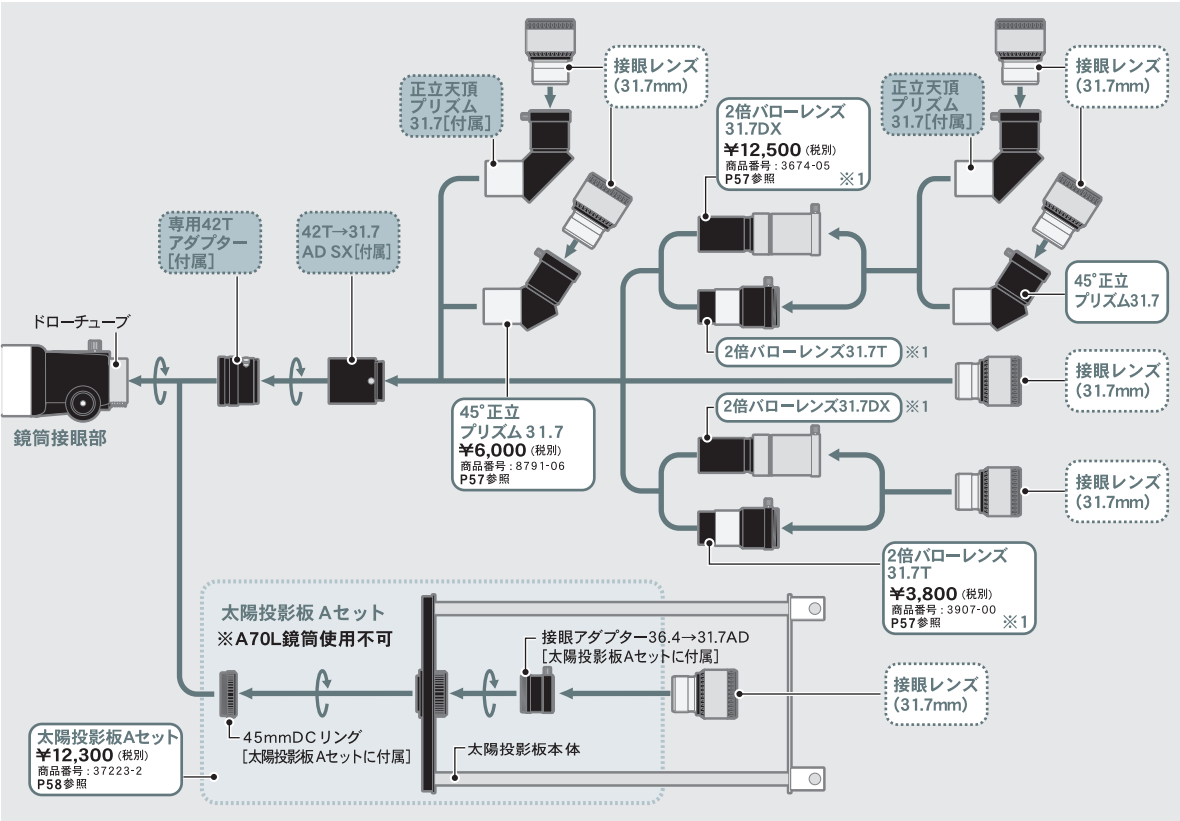 接眼レンズ
(31.7mm)
正立天頂
プリズム
31.7[付属]
接眼レンズ
(31.7mm)
正立天頂
プリズム
31.7[付属]
2倍バローレンズ
31.7DX
¥12,500(税別)
商品番号:3674-05
P57参照 ※1
専用42T
アダプター
[付属]
42T→31.7
AD SX[付属]
45°正立
プリズム31.7
ドローチューブ
2倍バローレンズ31.7T ※1
接眼レンズ
(31.7mm)
鏡筒接眼部
45°正立
プリズム31.7
¥6,000(税別)
商品番号:8791-06
P57参照
2倍バローレンズ31.7DX ※1
接眼レンズ
(31.7mm)
2倍バローレンズ
31.7T
¥3,800(税別)
商品番号:3907-00
P57参照 ※1
太陽投影板 Aセット
※A70L鏡筒使用不可
接眼アダプター36.4→31.7AD
[太陽投影板Aセットに付属]
接眼レンズ
(31.7mm)
45mmDCリング
[太陽投影板Aセットに付属]
太陽投影板本体
太陽投影板Aセット
¥12,300(税別)
商品番号:37223-2
P58参照